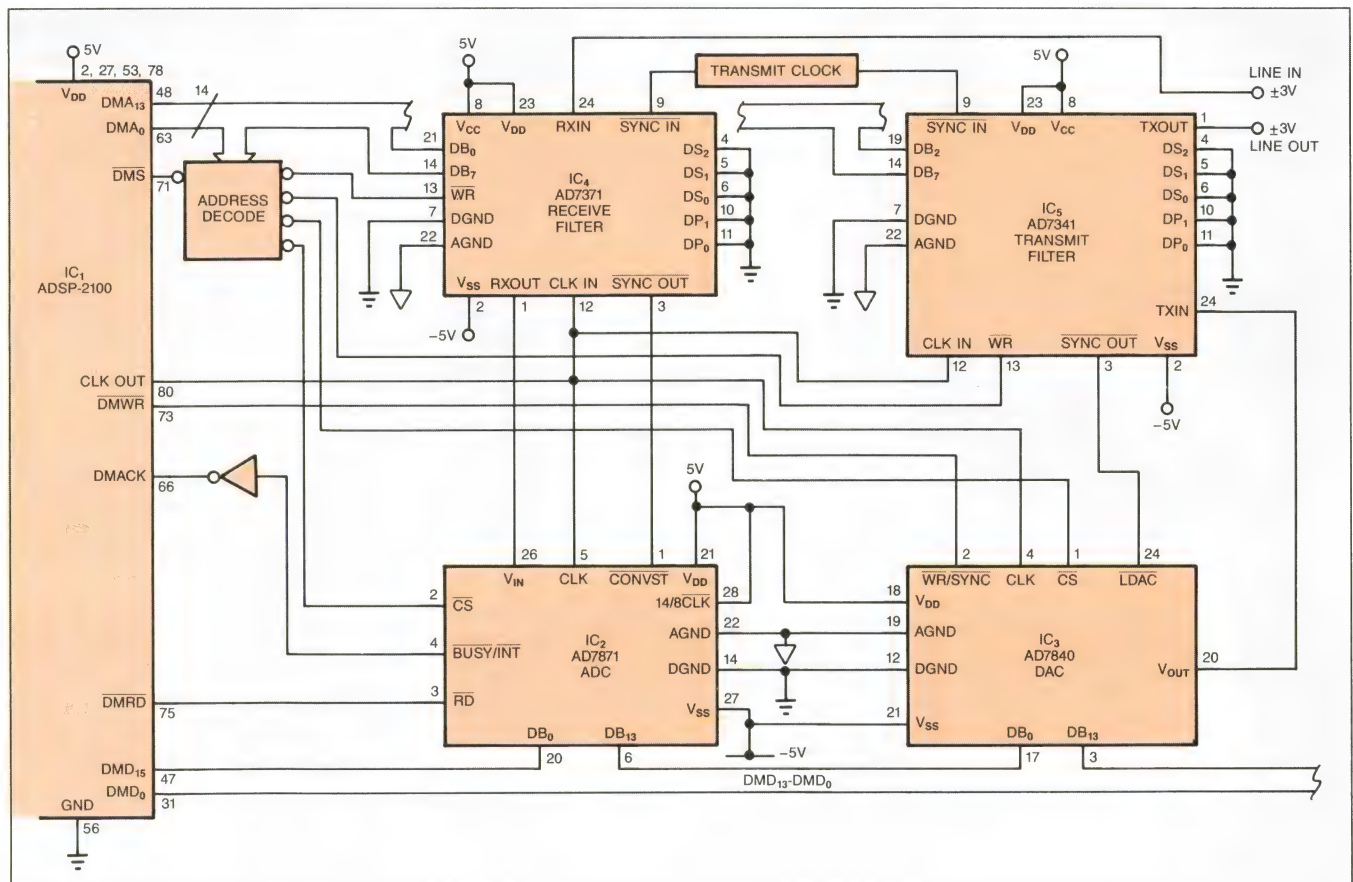 5V
2, 27, 53, 78
VDD
DMA13
48
14
DMA0
63
DMS
71
ADDRESS
DECODE
IC1
ADSP-2100
CLK OUT
80
DMWR
73
DMACK
66
DMRD
75
DMD15
47
DMD0
31
GND
56
5V
8
23
24
9
VCC
VDD
RXIN
SYNC IN
21
DB0
14
DB7
13
WR
7
DGND
22
AGND
IC4
AD7371
RECEIVE
FILTER
DS2
4
DS1
5
DS0
6
DP1
10
DP0
11
VSS
RXOUT
CLK IN
SYNC OUT
2
1
12
3
−5V
TRANSMIT CLOCK
5V
9
23
8
SYNC IN
VDD
VCC
LINE IN
±3V
1
TXOUT
±3V
LINE OUT
19
DB2
14
DB7
7
DGND
22
AGND
IC5
AD7341
TRANSMIT
FILTER
DS2
4
DS1
5
DS0
6
DP1
10
DP0
11
24
TXIN
CLK IN
WR
SYNC OUT
VSS
12
13
3
2
−5V
5V
26
5
1
21
VIN
CLK
CONVST
VDD
2
CS
4
BUSY/INT
3
RD
14/8CLK
28
IC2
AD7871
ADC
AGND
22
DGND
14
VSS
27
−5V
DB0
DB13
20
6
DMD13-DMD0
2
4
1
24
WR/SYNC
CLK
CS
LDAC
18
VDD
19
AGND
12
DGND
21
VSS
IC3
AD7840
DAC
20
VOUT
DB0
DB13
17
3